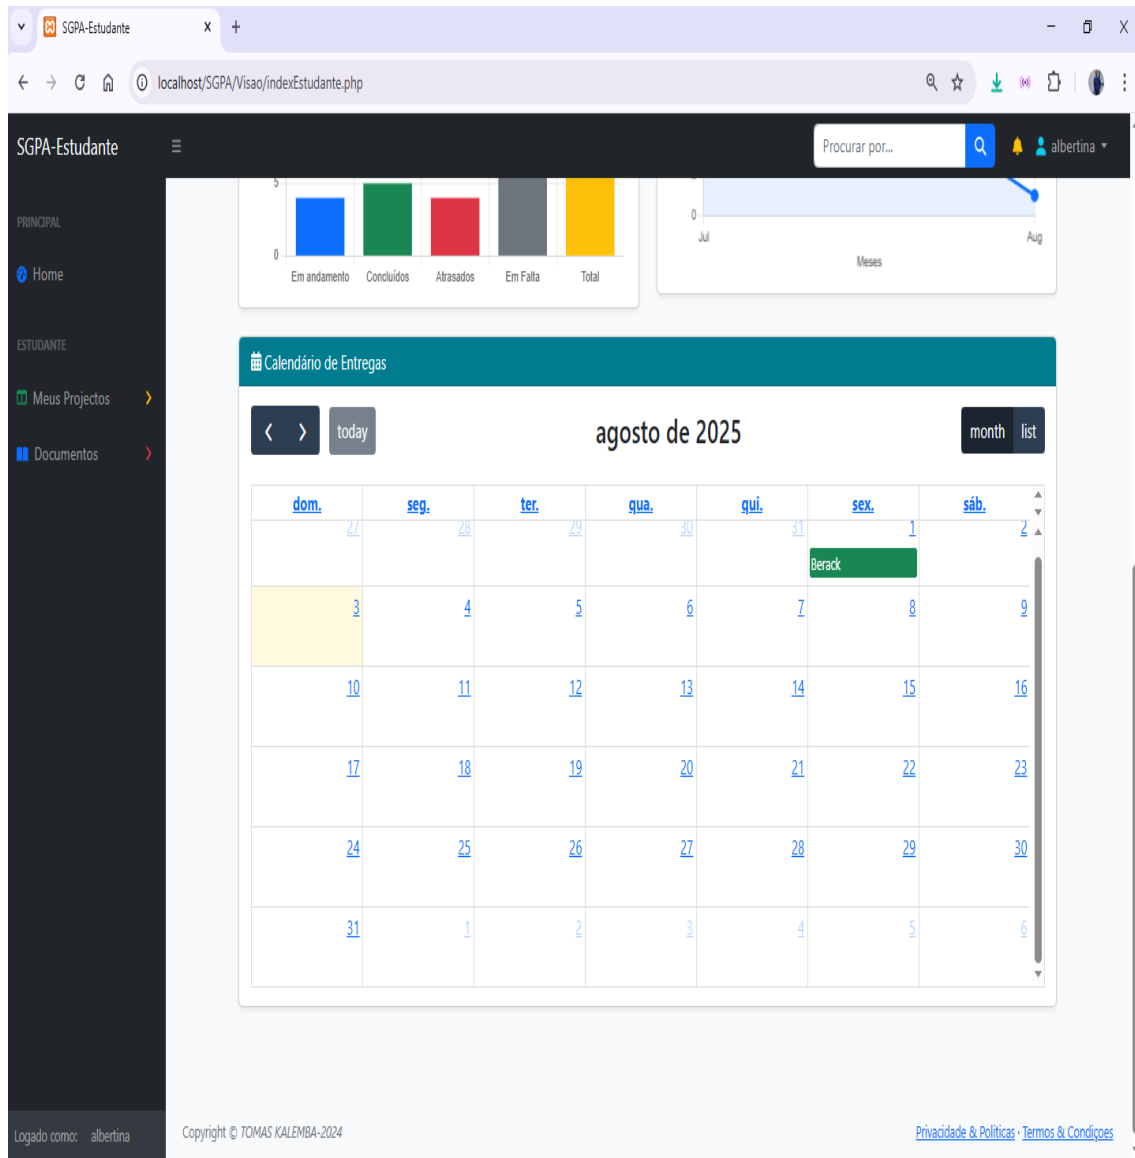 SGPA-Estudante
localhost/SGPA/Visao/indexEstudante.php
SGPA-Estudante
Procurar por...
albertina
PRINCIPAL
Home
ESTUDANTE
Meus Projectos
Documentos
5
0
Em andamento Concluídos Atrasados Em Falta Total
0
Jul Aug
Meses
Calendário de Entregas
today
agosto de 2025
month list
dom. seg. ter. qua. qui. sex. sáb.
27 28 29 30 31 1 2
Berack
3 4 5 6 7 8 9
10 11 12 13 14 15 16
17 18 19 20 21 22 23
24 25 26 27 28 29 30
31 1 2 3 4 5 6
Logado como: albertina
Copyright © TOMAS KALEMBA-2024
Privacidade & Politicas · Termos & Condiçoes